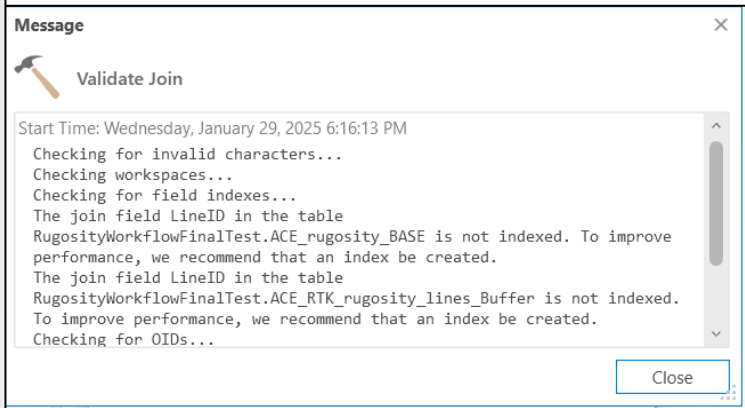 Message
Validate Join
Start Time: Wednesday, January 29, 2025 6:16:13 PM
Checking for invalid characters...
Checking workspaces...
Checking for field indexes...
The join field LineID in the table
RugosityWorkflowFinalTest.ACE_rugosity_BASE is not indexed. To improve
performance, we recommend that an index be created.
The join field LineID in the table
RugosityWorkflowFinalTest.ACE_RTK_rugosity_lines_Buffer is not indexed.
To improve performance, we recommend that an index be created.
Checking for OIDs...
Close